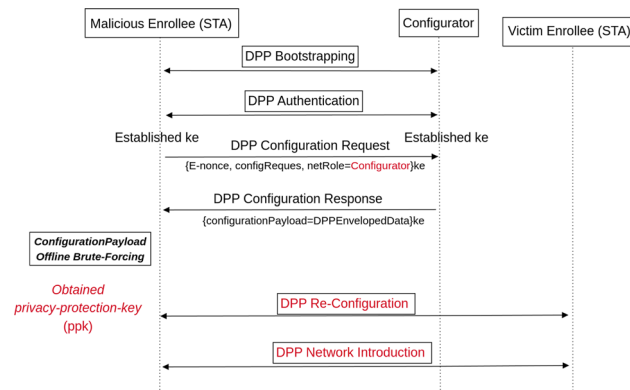 Malicious Enrollee (STA)
Configurator
Victim Enrollee (STA)
DPP Bootstrapping
DPP Authentication
Established ke
Established ke
DPP Configuration Request
{E-nonce, configReques, netRole=Configurator}ke
DPP Configuration Response
{configurationPayload=DPPEnvelopedData}ke
ConfigurationPayload
Offline Brute-Forcing
Obtained
privacy-protection-key
(ppk)
DPP Re-Configuration
DPP Network Introduction